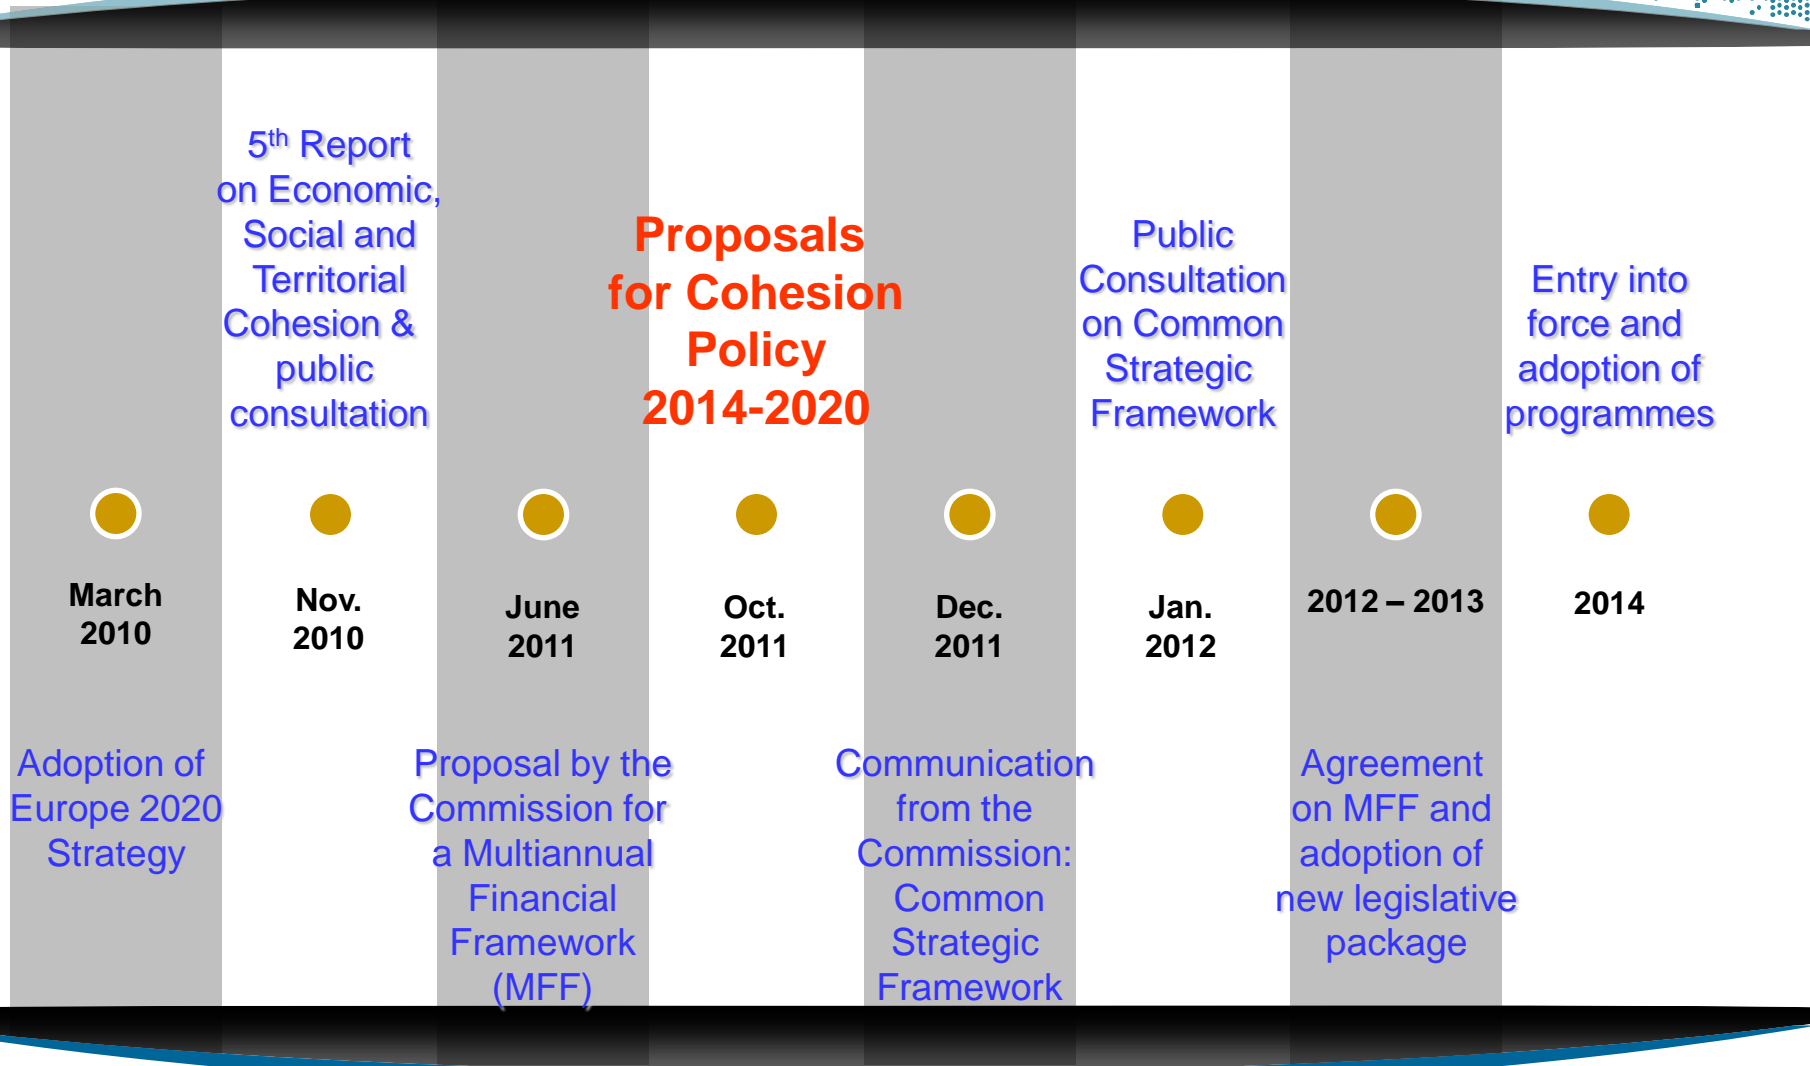 5th Report
on Economic,
Social and
Territorial
Cohesion &
public
consultation
Proposals
for Cohesion
Policy
2014-2020
Public
Consultation
on Common
Strategic
Framework
Entry into
force and
adoption of
programmes
March
2010
Nov.
2010
June
2011
Oct.
2011
Dec.
2011
Jan.
2012
2012 – 2013
2014
Adoption of
Europe 2020
Strategy
Proposal by the
Commission for
a Multiannual
Financial
Framework
(MFF)
Communication
from the
Commission:
Common
Strategic
Framework
Agreement
on MFF and
adoption of
new legislative
package